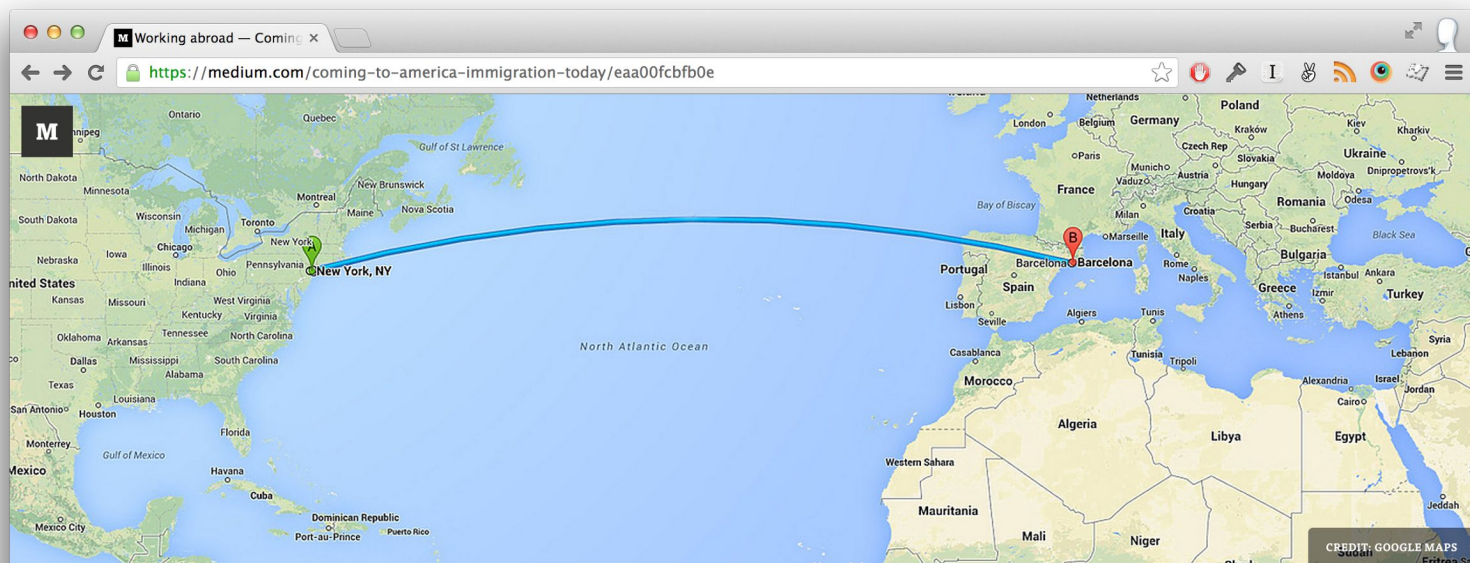 M Working abroad — Coming
https://medium.com/coming-to-america-immigration-today/eaa00fcbfb0e
I
M
Ontario
Quebec
Gulf of St Lawrence
North Dakota
Minnesota
Montreal
New Brunswick
Nova Scotia
Maine
South Dakota
Wisconsin
Michigan
Toronto
Chicago
New York
A
Nebraska
Iowa
Illinois
Ohio
Pennsylvania
New York, NY
Indiana
nited States
Kansas
Missouri
West Virginia
Kentucky
Virginia
Oklahoma
Arkansas
Tennessee
North Carolina
Dallas
Mississippi
South Carolina
Alabama
Texas
Louisiana
San Antonio
Houston
Florida
Monterrey
Gulf of Mexico
Mexico
Havana
Cuba
Mexico City
Dominican Republic
Port-au-Prince
Puerto Rico
North Atlantic Ocean
Netherlands
Poland
London
Belgium
Germany
Kraków
Kiev
Kharkiv
Czech Rep
Paris
Slovakia
Ukraine
Munich
Vaduz
Austria
Moldova
Dnipropetrovs'k
France
Hungary
Romania
Odesa
Bay of Biscay
Milan
Croatia
Serbia
Bucharest
Black Sea
B
Marseille
Italy
Bulgaria
Portugal
Barcelona
Barcelona
Rome
Istanbul
Ankara
Spain
Naples
Greece
Izmir
Turkey
Lisbon
Seville
Algiers
Tunis
Athens
Syria
Casablanca
Tunisia
Tripoli
Lebanon
Morocco
Alexandria
Israel
Jordan
Cairo
Algeria
Libya
Egypt
Western Sahara
Mauritania
Jeddah
Mali
Niger
CREDIT: GOOGLE MAPS
Sudan